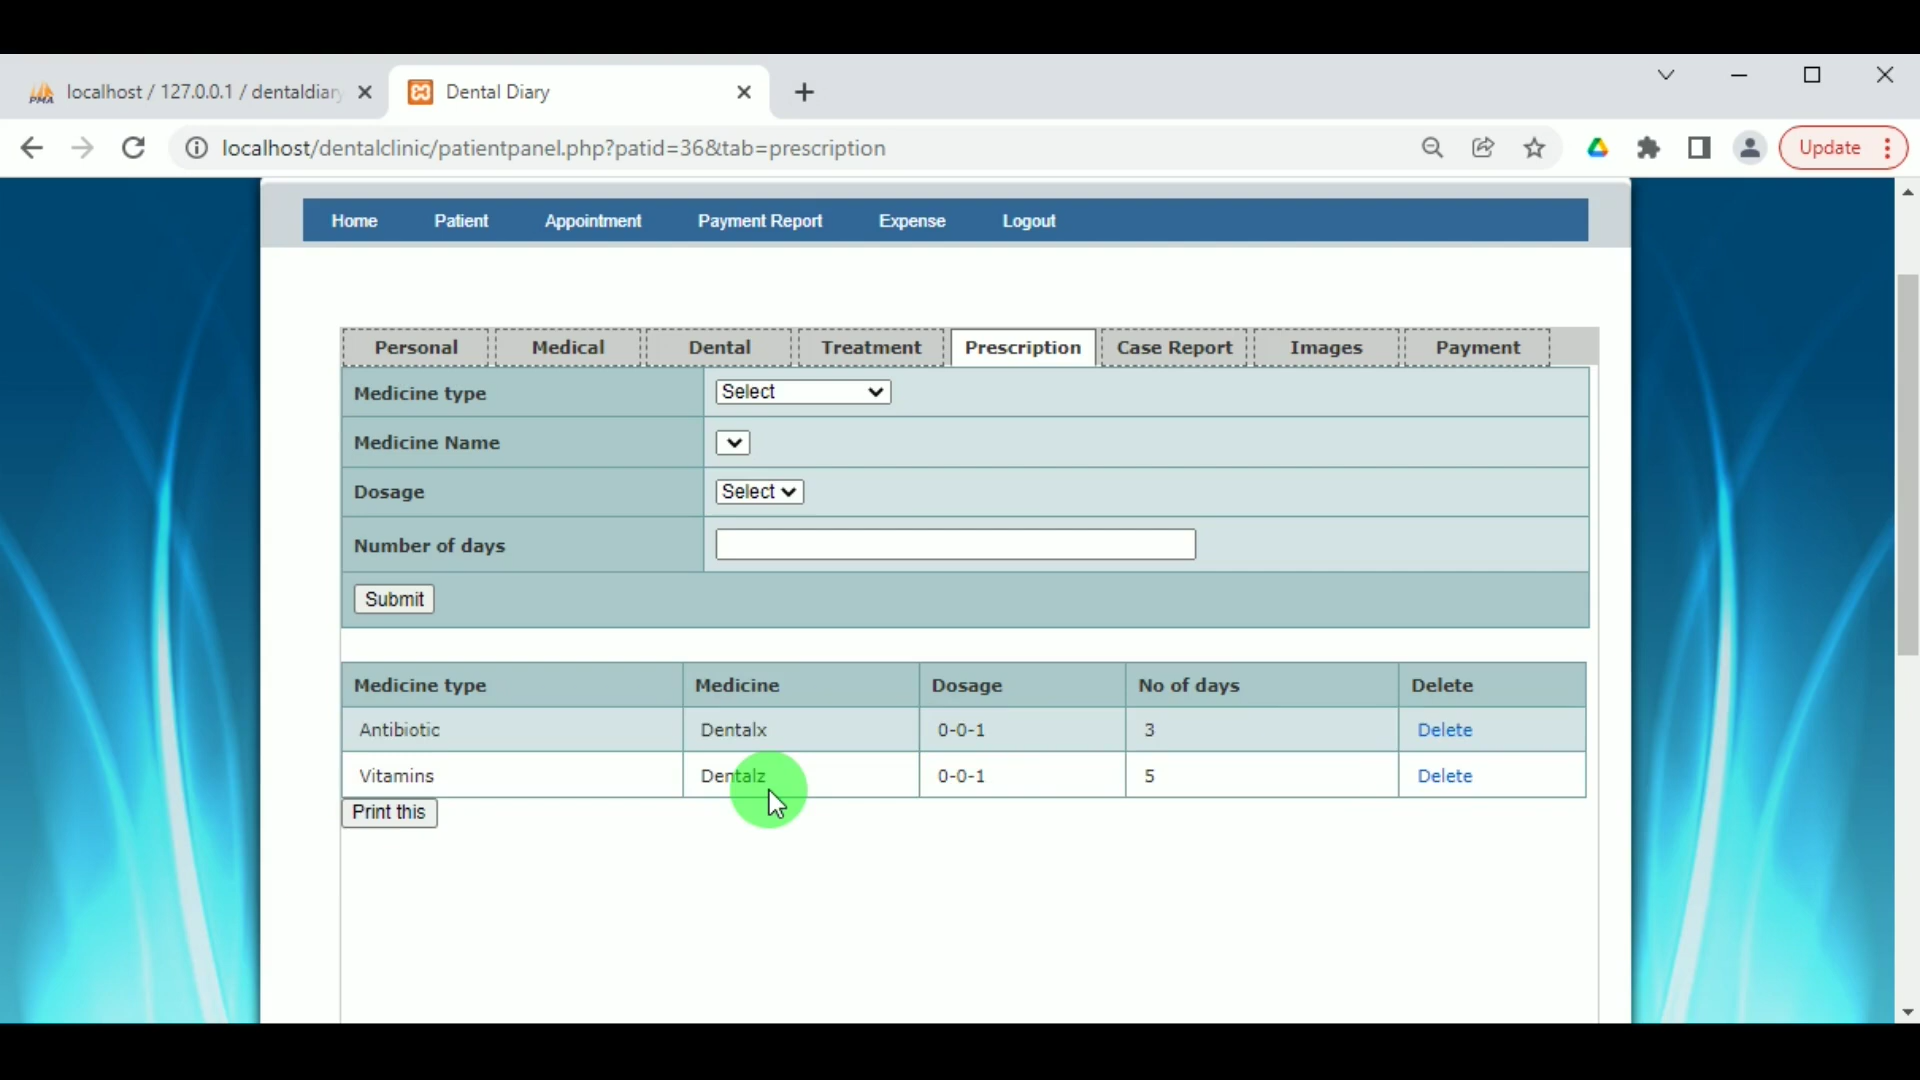 localhost / 127.0.0.1 / dentaldiary
Dental Diary
localhost/dentalclinic/patientpanel.php?patid=36&tab=prescription
Update
Home Patient Appointment Payment Report Expense Logout
Personal Medical Dental Treatment Prescription Case Report Images Payment
Medicine type Select
Medicine Name
Dosage Select
Number of days
Submit
Medicine type Medicine Dosage No of days Delete
Antibiotic Dentalx 0-0-1 3 Delete
Vitamins Dentalz 0-0-1 5 Delete
Print this